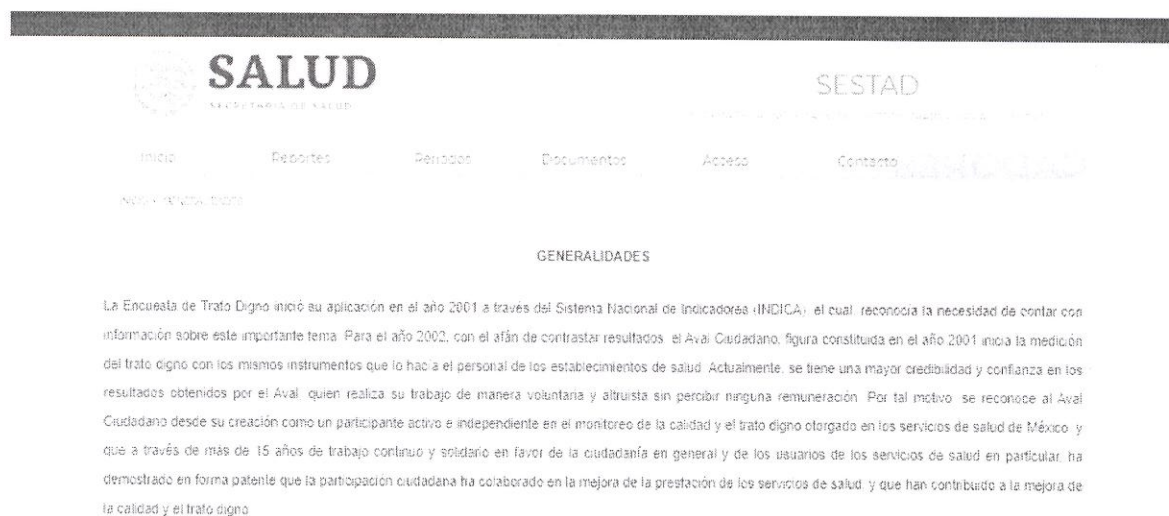 SALUD
SECRETARÍA DE SALUD
SESTAD
Inicio Reportes Periodos Documentos Acceso Contacto
GENERALIDADES
La Encuesta de Trato Digno inició su aplicación en el año 2001 a través del Sistema Nacional de Indicadores (INDICA), el cual, reconocía la necesidad de contar con
información sobre este importante tema. Para el año 2002, con el afán de contrastar resultados, el Aval Ciudadano, figura constituida en el año 2001 inicia la medición
del trato digno con los mismos instrumentos que lo hacía el personal de los establecimientos de salud. Actualmente, se tiene una mayor credibilidad y confianza en los
resultados obtenidos por el Aval, quien realiza su trabajo de manera voluntaria y altruista sin percibir ninguna remuneración. Por tal motivo, se reconoce al Aval
Ciudadano desde su creación como un participante activo e independiente en el monitoreo de la calidad y el trato digno otorgado en los servicios de salud de México, y
que a través de más de 15 años de trabajo continuo y solidario en favor de la ciudadanía en general y de los usuarios de los servicios de salud en particular, ha
demostrado en forma patente que la participación ciudadana ha colaborado en la mejora de la prestación de los servicios de salud, y que han contribuido a la mejora de
la calidad y el trato digno